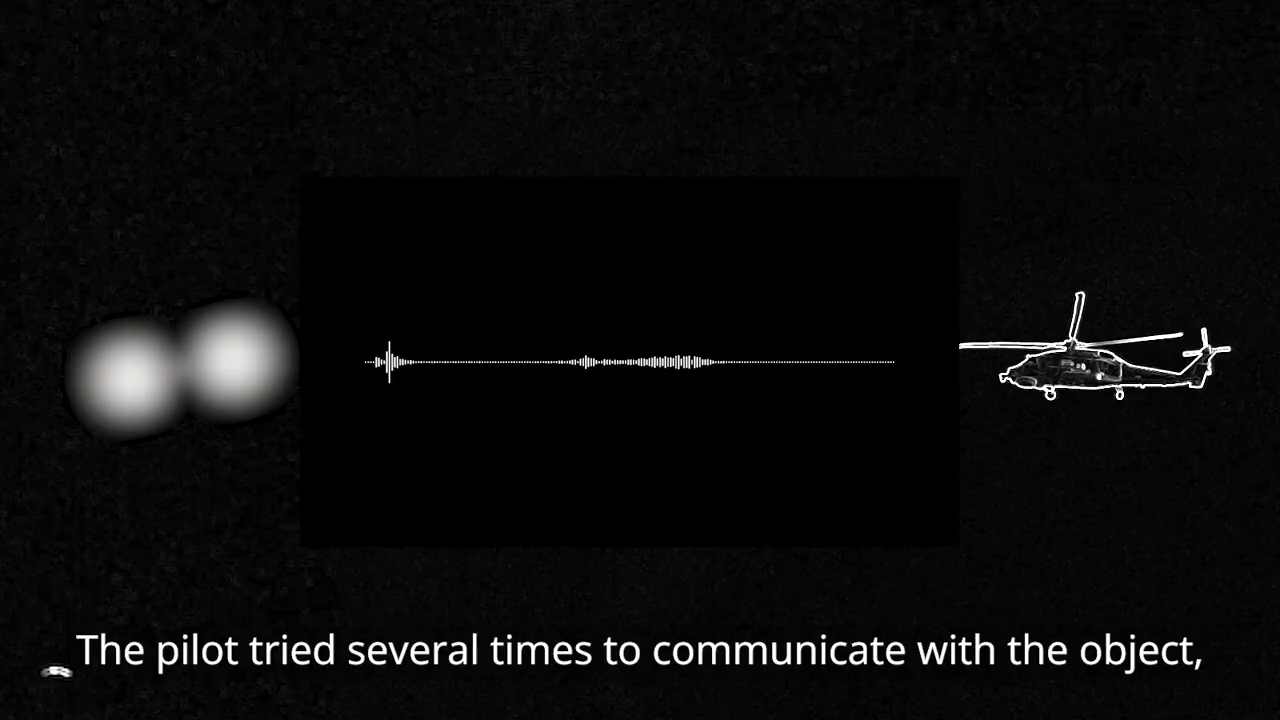 The pilot tried several times to communicate with the object,